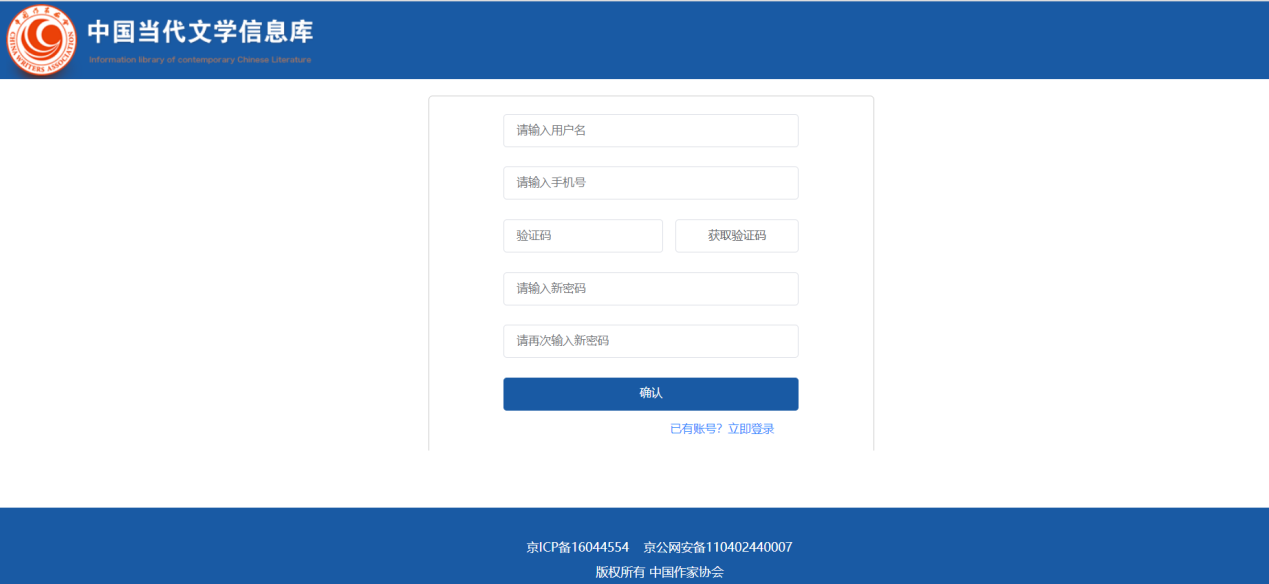 中国当代文学信息库
Information library of contemporary Chinese Literature
CHINA WRITERS ASSOCIATION
请输入用户名
请输入手机号
验证码 获取验证码
请输入新密码
请再次输入新密码
确认
已有账号？立即登录
京ICP备16044554 京公网安备110402440007
版权所有 中国作家协会